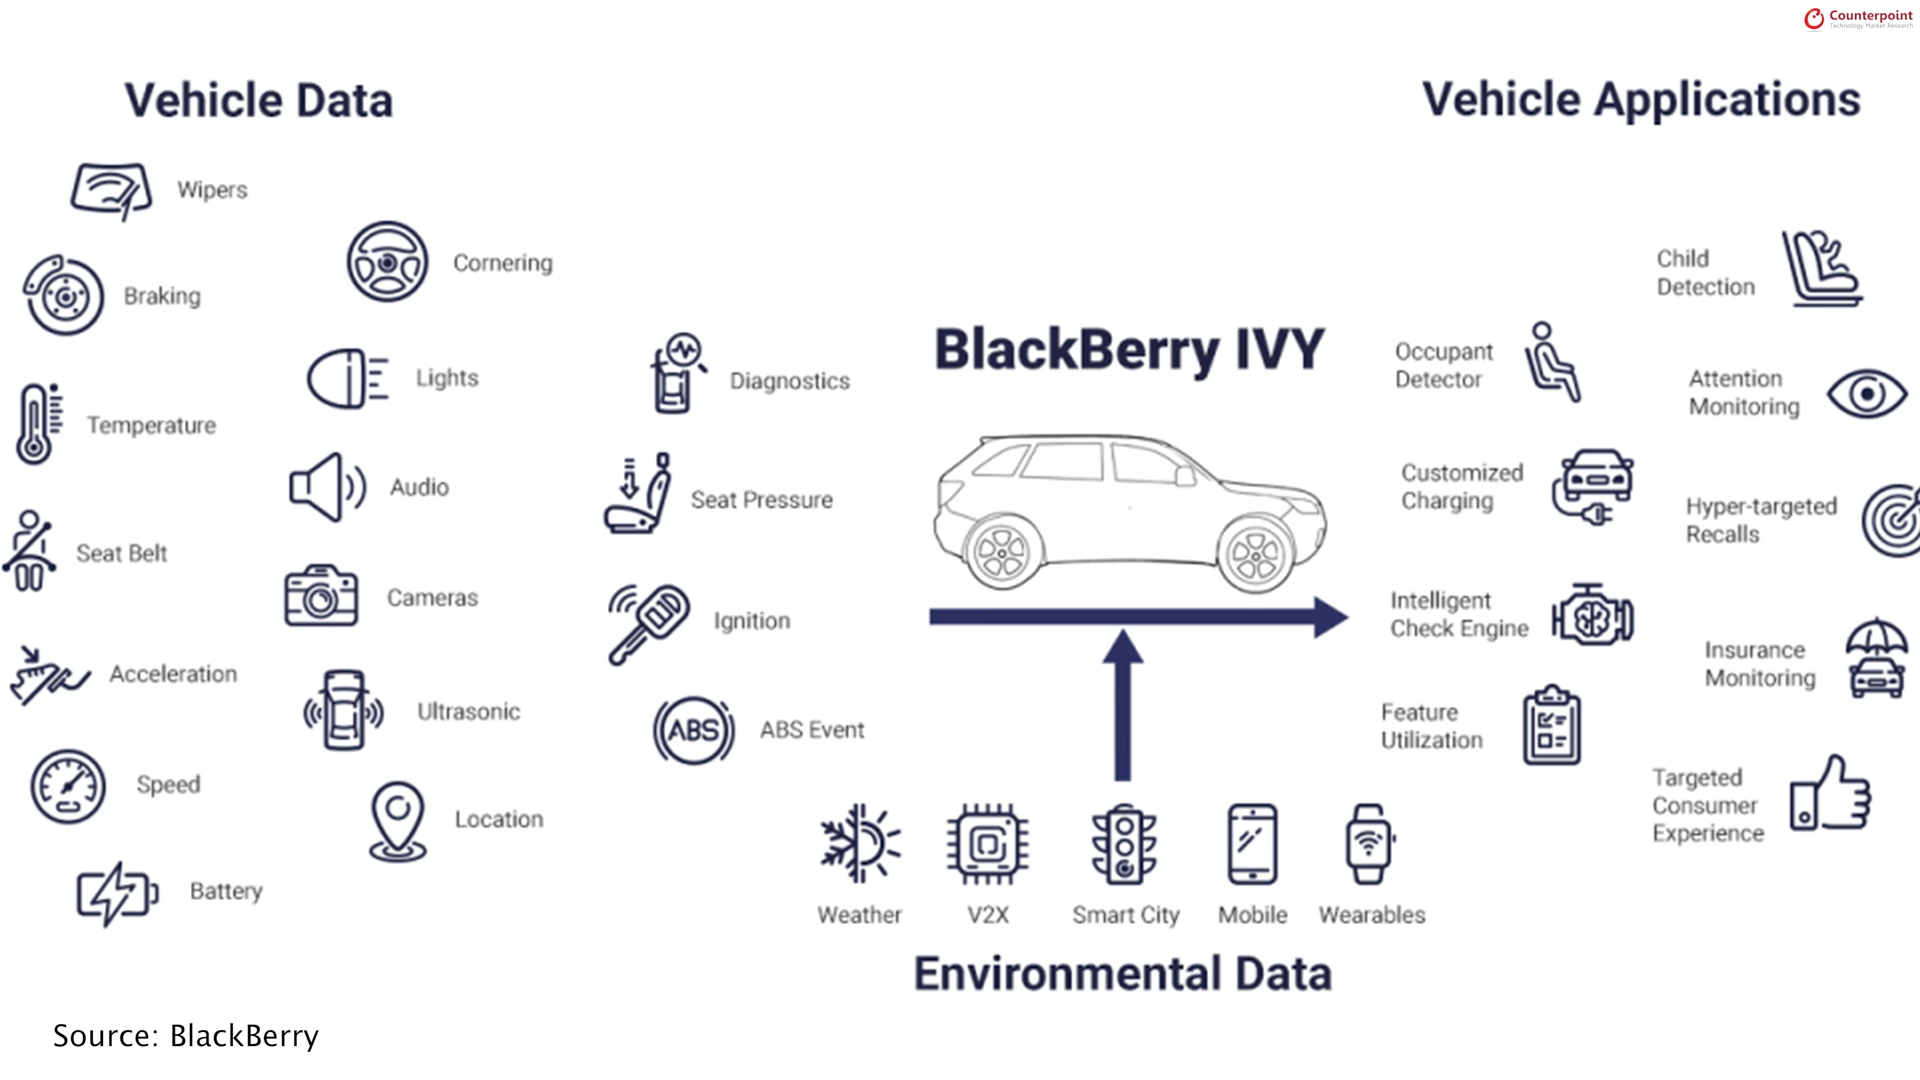 Counterpoint
Technology Market Research
Vehicle Data
Vehicle Applications
Wipers
Cornering
Braking
Lights
Temperature
Audio
Seat Belt
Cameras
Acceleration
Ultrasonic
Speed
Location
Battery
Diagnostics
Seat Pressure
Ignition
ABS
ABS Event
BlackBerry IVY
Weather
V2X
Smart City
Mobile
Wearables
Environmental Data
Child
Detection
Occupant
Detector
Attention
Monitoring
Customized
Charging
Hyper-targeted
Recalls
Intelligent
Check Engine
Insurance
Monitoring
Feature
Utilization
Targeted
Consumer
Experience
Source: BlackBerry